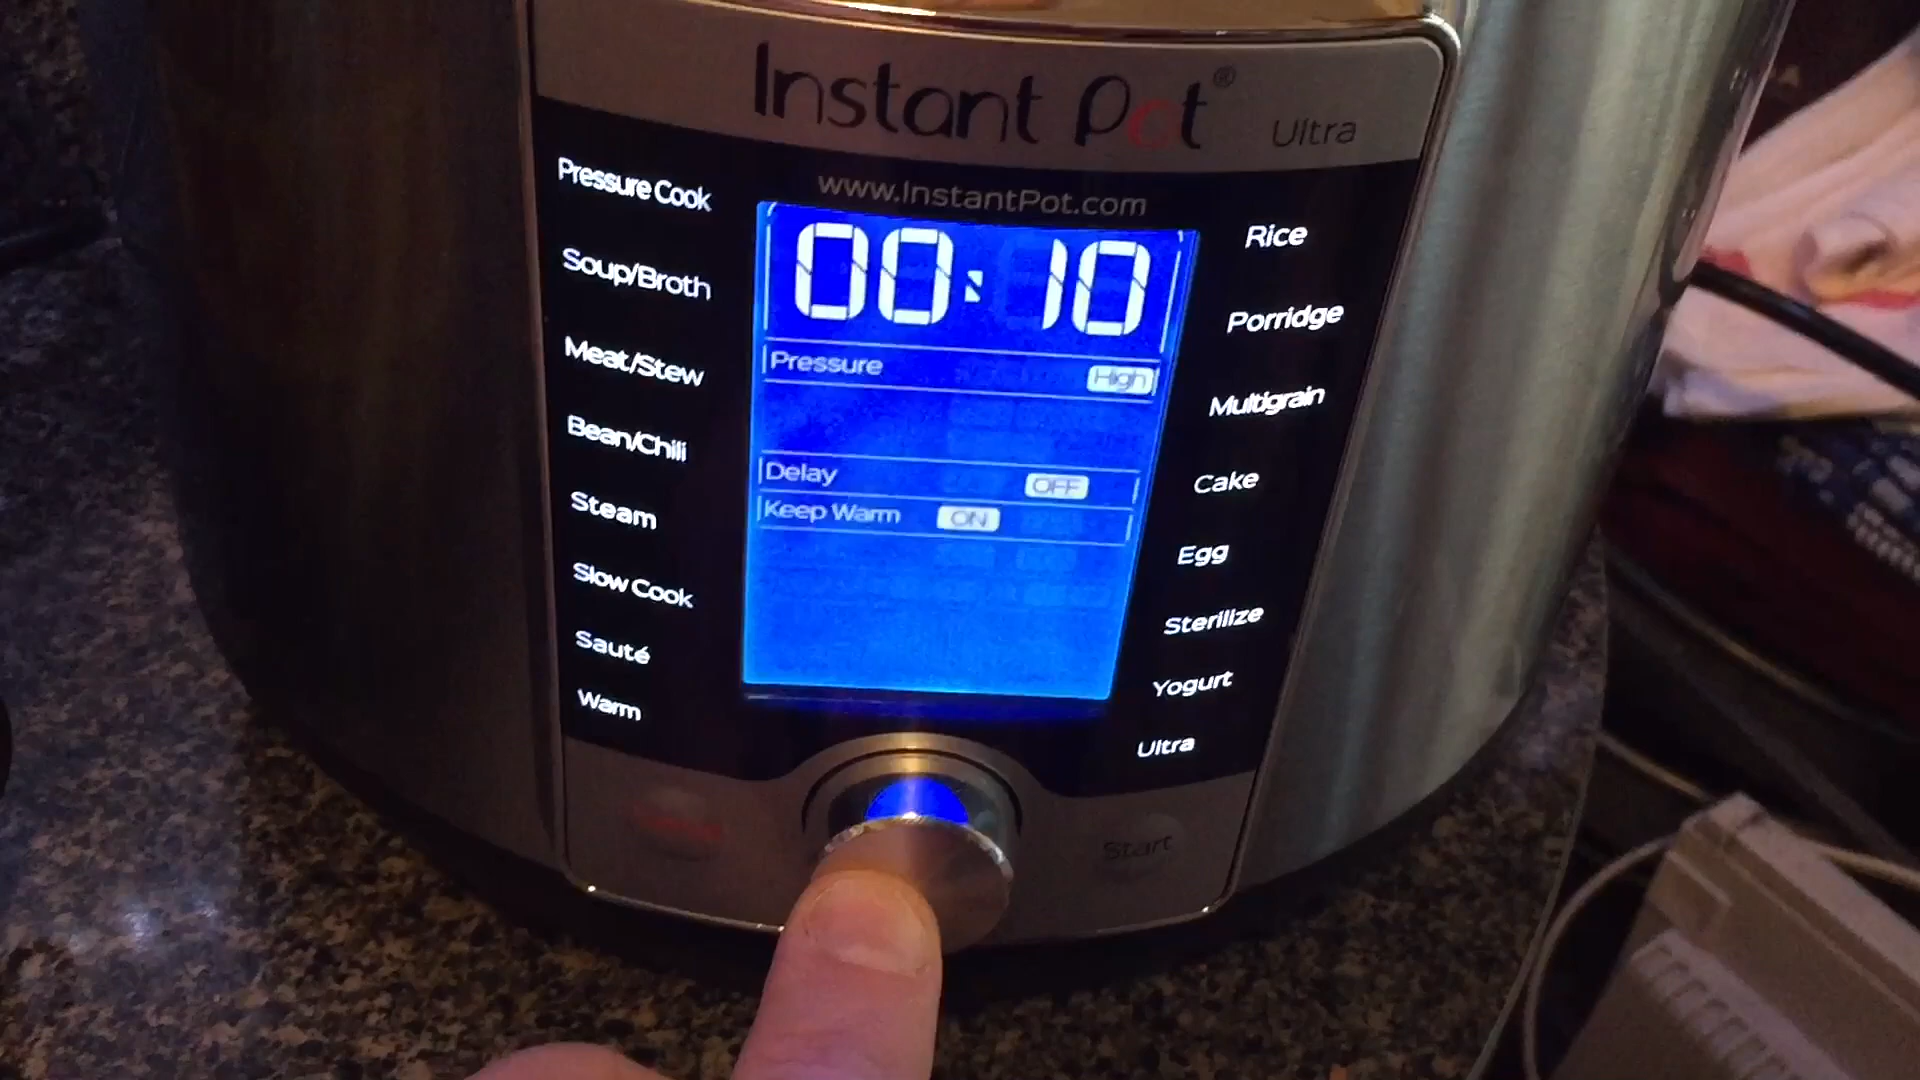 Instant Pot® Ultra
www.InstantPot.com
Pressure Cook
Soup/Broth
Meat/Stew
Bean/Chili
Steam
Slow Cook
Sauté
Warm
00:10
Pressure High
Delay OFF
Keep Warm ON
Rice
Porridge
Multigrain
Cake
Egg
Sterilize
Yogurt
Ultra
Start